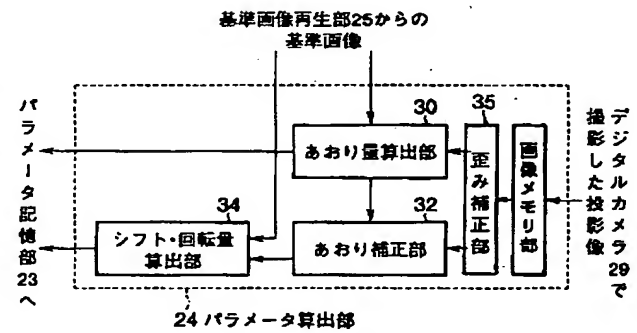 基準画像再生部25からの
基準画像
パラメータ記憶部23へ
30
あおり量算出部
35
歪み補正部
画像メモリ部
デジタルカメラ29で
撮影した投影像
34
シフト・回転量
算出部
32
あおり補正部
24 パラメータ算出部